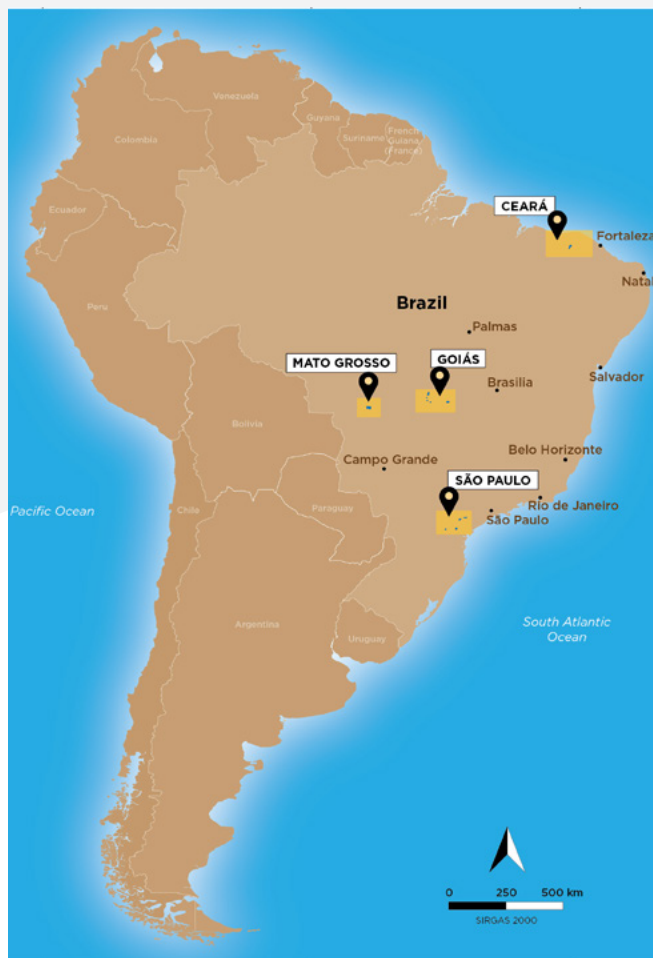 Venezuela
Guyana
Colombia
Suriname
French
Guiana
(France)
Ecuador
CEARÁ
Fortaleza
Peru
Brazil
Natal
Palmas
MATO GROSSO
GOIÁS
Salvador
Brasilia
Bolivia
Campo Grande
Belo Horizonte
SÃO PAULO
Rio de Janeiro
São Paulo
Pacific Ocean
Chile
Paraguay
Argentina
South Atlantic
Ocean
Uruguay
0 250 500 km
SIRGAS 2000